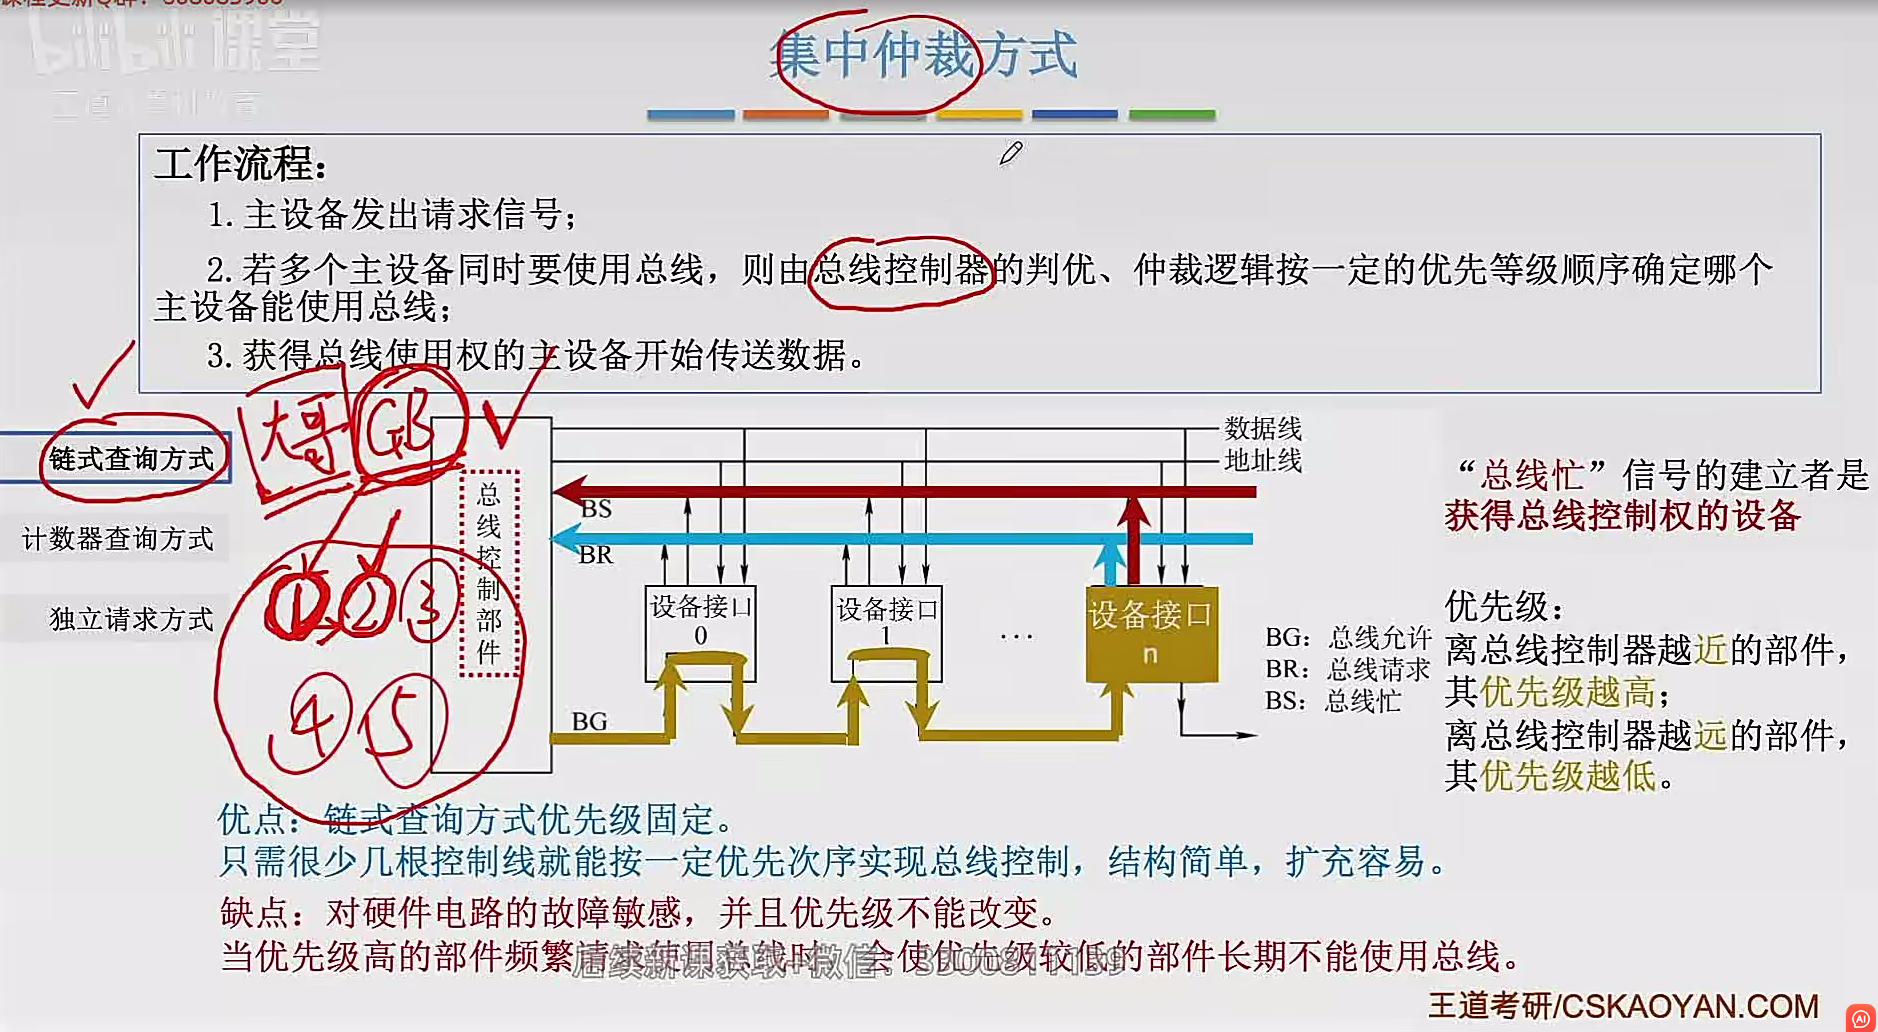 bilibili 课堂
集中仲裁方式
工作流程：
1. 主设备发出请求信号；
2. 若多个主设备同时要使用总线，则由总线控制器的判优、仲裁逻辑按一定的优先等级顺序确定哪个
主设备能使用总线；
3. 获得总线使用权的主设备开始传送数据。
链式查询方式
计数器查询方式
独立请求方式
大哥
① ② ③
④ ⑤
总线控制部件
数据线
地址线
BS
BR
设备接口
0
设备接口
1
...
设备接口
n
BG
BG：总线允许
BR：总线请求
BS：总线忙
“总线忙”信号的建立者是
获得总线控制权的设备
优先级：
离总线控制器越近的部件，
其优先级越高；
离总线控制器越远的部件，
其优先级越低。
优点：链式查询方式优先级固定。
只需很少几根控制线就能按一定优先次序实现总线控制，结构简单，扩充容易。
缺点：对硬件电路的故障敏感，并且优先级不能改变。
当优先级高的部件频繁请求使用总线时，会使优先级较低的部件长期不能使用总线。
王道考研/CSKAOYAN.COM